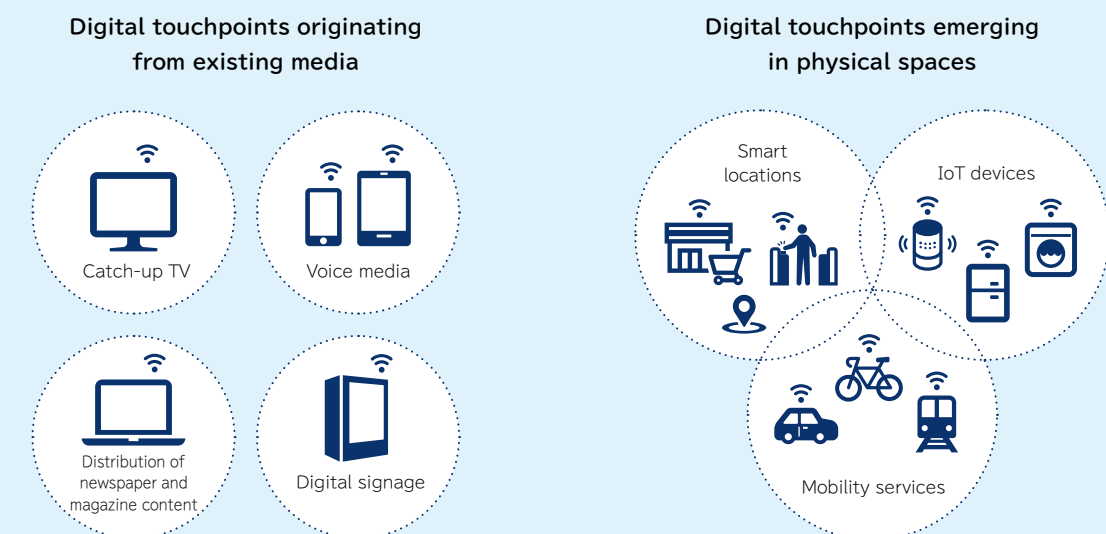 Digital touchpoints originating
from existing media
Catch-up TV
Voice media
Distribution of
newspaper and
magazine content
Digital signage
Digital touchpoints emerging
in physical spaces
Smart
locations
IoT devices
Mobility services